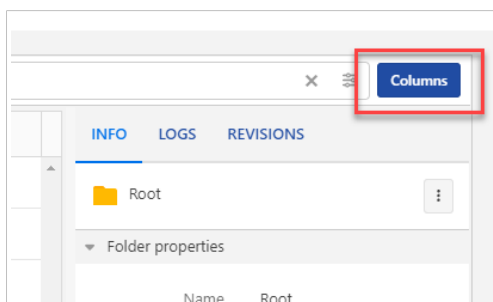 Columns
INFO LOGS REVISIONS
Root
Folder properties
Name Root